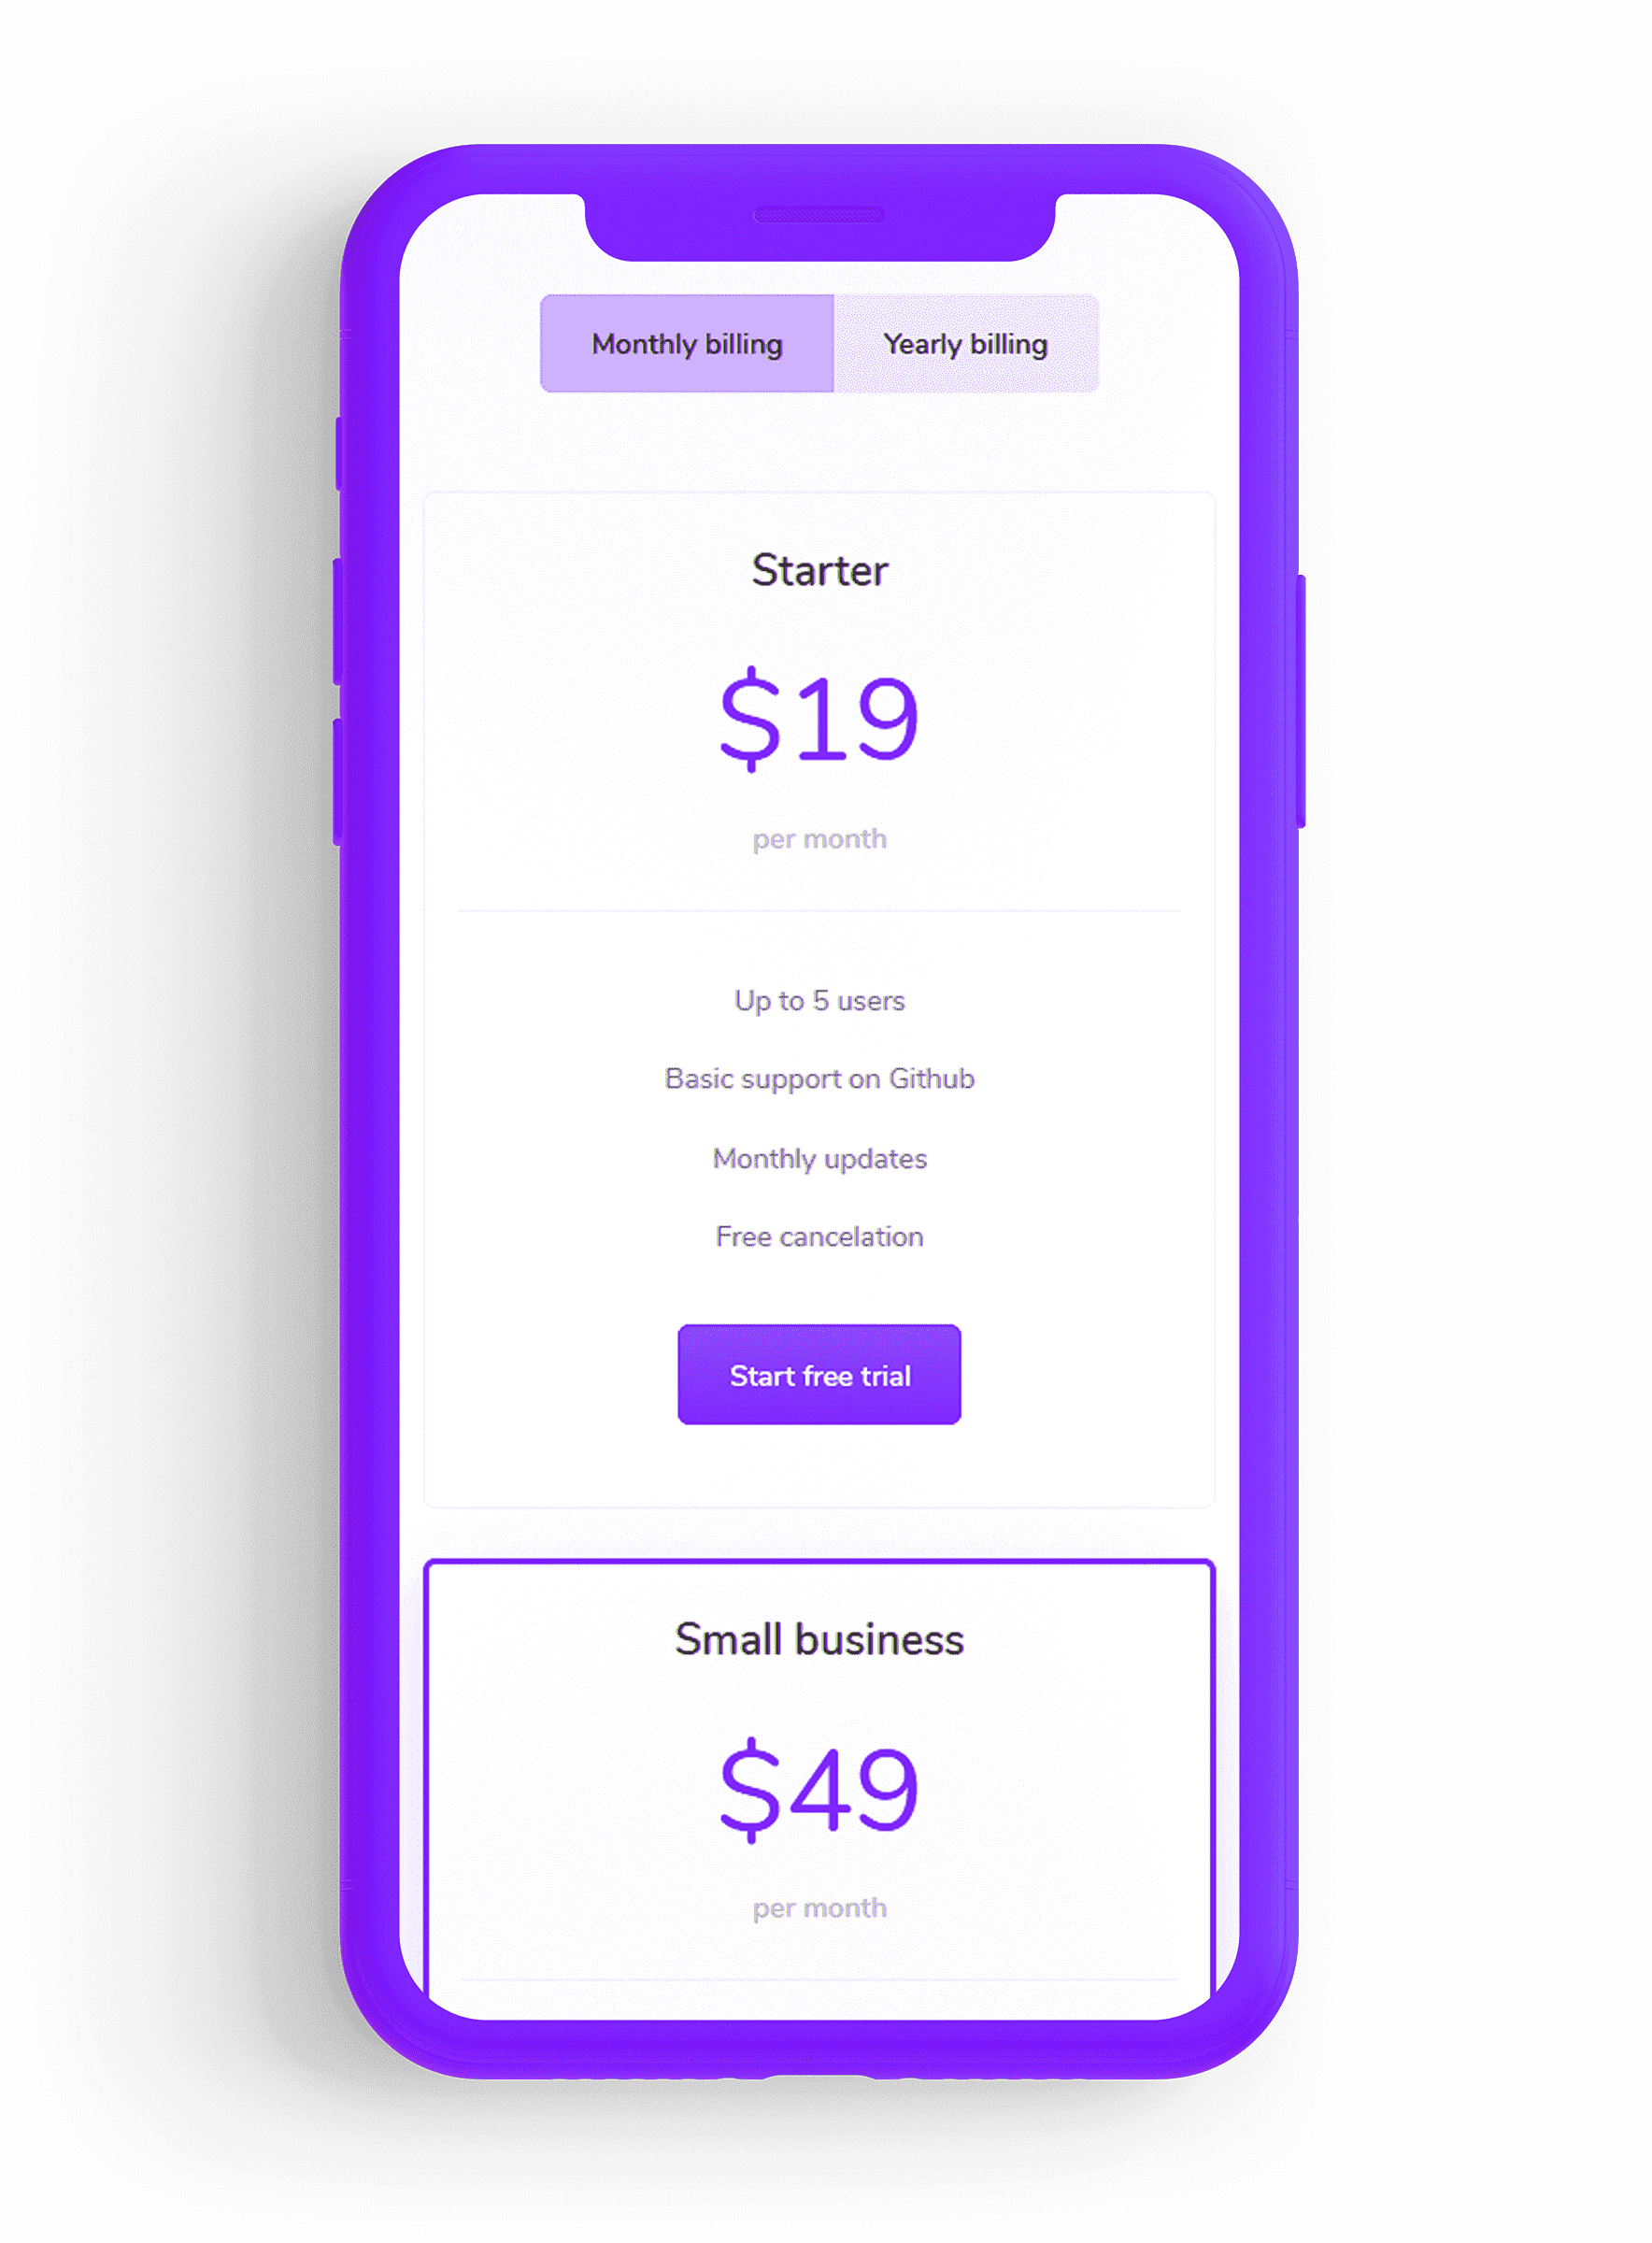 Monthly billing Yearly billing
Starter
$19
per month
Up to 5 users
Basic support on Github
Monthly updates
Free cancelation
Start free trial
Small business
$49
per month